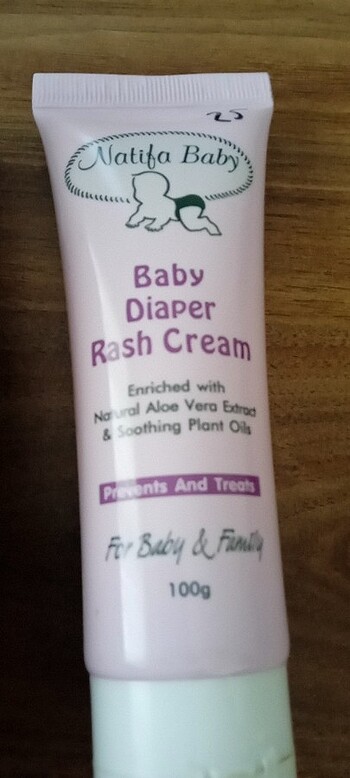 25
Natifa Baby
Baby
Diaper
Rash Cream
Enriched with
Natural Aloe Vera Extract
& Soothing Plant Oils
Prevents And Treats
For Baby & Family
100g